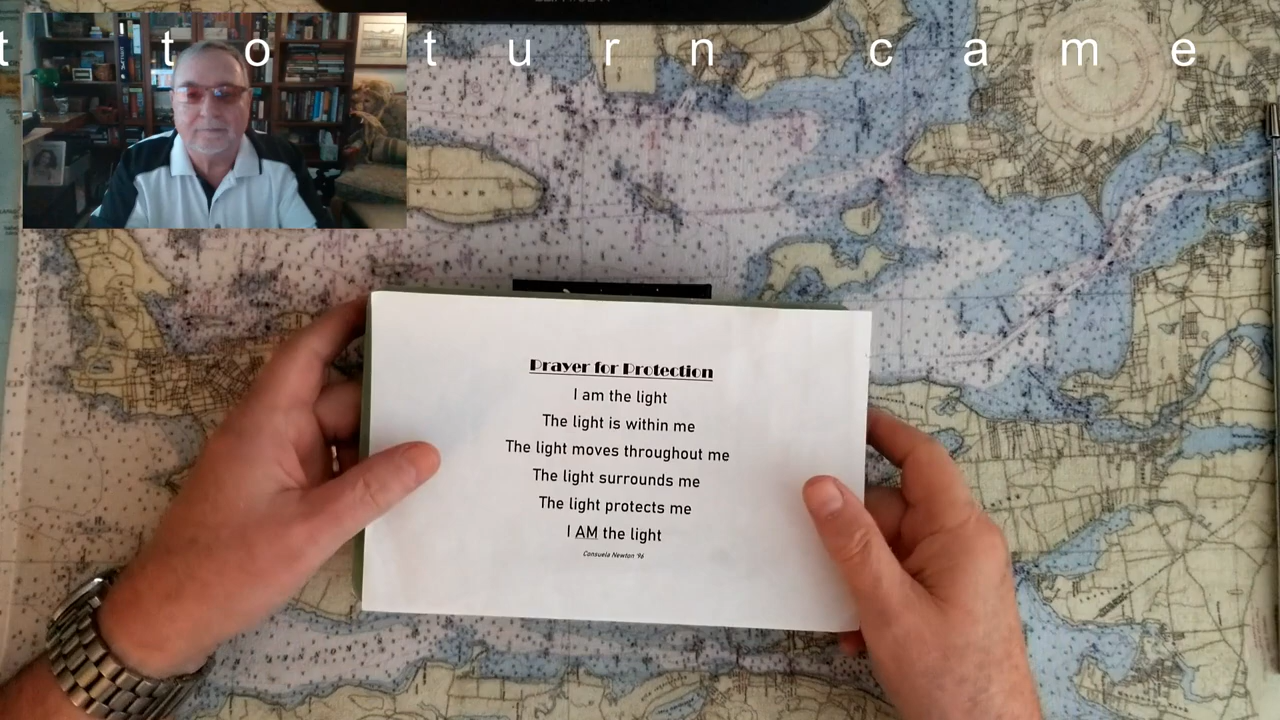 t to turn came
Prayer for Protection
I am the light
The light is within me
The light moves throughout me
The light surrounds me
The light protects me
I AM the light
Consuela Newton '96